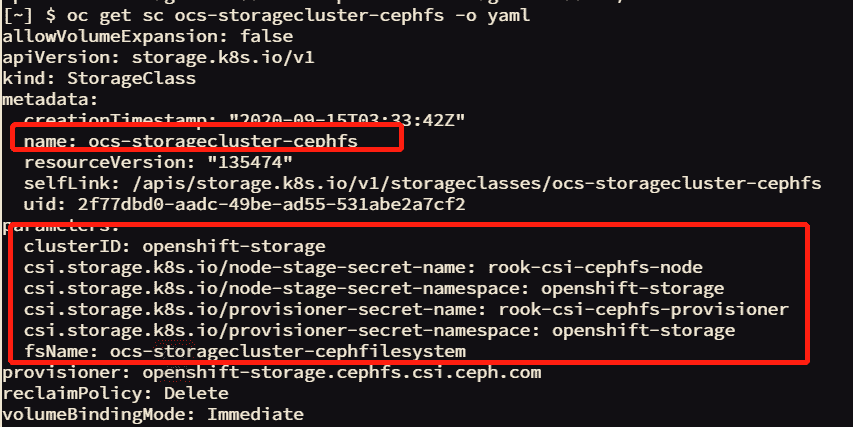 [~] $ oc get sc ocs-storagecluster-cephfs -o yaml
allowVolumeExpansion: false
apiVersion: storage.k8s.io/v1
kind: StorageClass
metadata:
  creationTimestamp: "2020-09-15T03:33:42Z"
  name: ocs-storagecluster-cephfs
  resourceVersion: "135474"
  selfLink: /apis/storage.k8s.io/v1/storageclasses/ocs-storagecluster-cephfs
  uid: 2f77dbd0-aadc-49be-ad55-531abe2a7cf2
parameters:
  clusterID: openshift-storage
  csi.storage.k8s.io/node-stage-secret-name: rook-csi-cephfs-node
  csi.storage.k8s.io/node-stage-secret-namespace: openshift-storage
  csi.storage.k8s.io/provisioner-secret-name: rook-csi-cephfs-provisioner
  csi.storage.k8s.io/provisioner-secret-namespace: openshift-storage
  fsName: ocs-storagecluster-cephfilesystem
provisioner: openshift-storage.cephfs.csi.ceph.com
reclaimPolicy: Delete
volumeBindingMode: Immediate